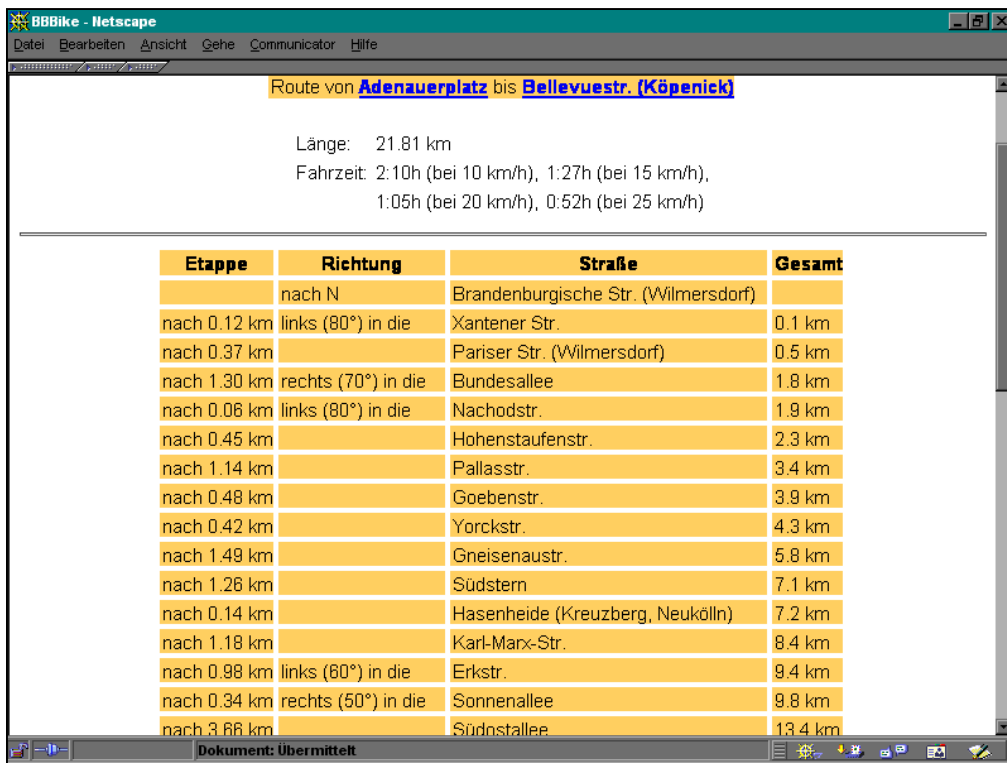 BBBike - Netscape
Datei Bearbeiten Ansicht Gehe Communicator Hilfe
Route von Adenauerplatz bis Bellevuestr. (Köpenick)
Länge: 21.81 km
Fahrzeit: 2:10h (bei 10 km/h), 1:27h (bei 15 km/h),
1:05h (bei 20 km/h), 0:52h (bei 25 km/h)
Etappe Richtung Straße Gesamt
nach N Brandenburgische Str. (Wilmersdorf)
nach 0.12 km links (80°) in die Xantener Str. 0.1 km
nach 0.37 km Pariser Str. (Wilmersdorf) 0.5 km
nach 1.30 km rechts (70°) in die Bundesallee 1.8 km
nach 0.06 km links (80°) in die Nachodstr. 1.9 km
nach 0.45 km Hohenstaufenstr. 2.3 km
nach 1.14 km Pallasstr. 3.4 km
nach 0.48 km Goebenstr. 3.9 km
nach 0.42 km Yorckstr. 4.3 km
nach 1.49 km Gneisenaustr. 5.8 km
nach 1.26 km Südstern 7.1 km
nach 0.14 km Hasenheide (Kreuzberg, Neukölln) 7.2 km
nach 1.18 km Karl-Marx-Str. 8.4 km
nach 0.98 km links (60°) in die Erkstr. 9.4 km
nach 0.34 km rechts (50°) in die Sonnenallee 9.8 km
nach 3.66 km Südostallee 13.4 km
Dokument: Übermittelt